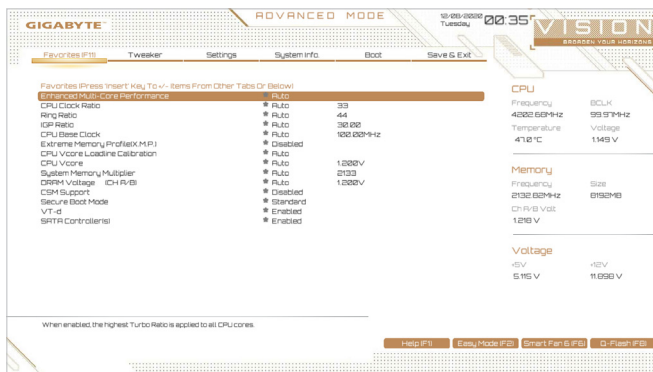 GIGABYTE™
ADVANCED MODE
12/08/2020
Tuesday
00:35
VISION
BROADEN YOUR HORIZONS
Favorites (F11)
Tweaker
Settings
System Info.
Boot
Save & Exit
Favorites (Press 'Insert' Key To +/- Items From Other Tabs Or Below)
Enhanced Multi-Core Performance Auto
CPU Clock Ratio Auto 33
Ring Ratio Auto 44
IGP Ratio Auto 30.00
CPU Base Clock Auto 100.00MHz
Extreme Memory Profile(X.M.P.) Disabled
CPU Vcore Loadline Calibration Auto
CPU Vcore Auto 1.200V
System Memory Multiplier Auto 2133
DRAM Voltage (CH A/B) Auto 1.200V
CSM Support Disabled
Secure Boot Mode Standard
VT-d Enabled
SATA Controller(s) Enabled
CPU
Frequency BCLK
4202.68MHz 99.97MHz
Temperature Voltage
47.0 °C 1.149 V
Memory
Frequency Size
2132.82MHz 8192MB
Ch A/B Volt
1.218 V
Voltage
+5V +12V
5.115 V 11.898 V
When enabled, the highest Turbo Ratio is applied to all CPU cores.
Help (F1) Easy Mode (F2) Smart Fan 6 (F6) Q-Flash (F8)